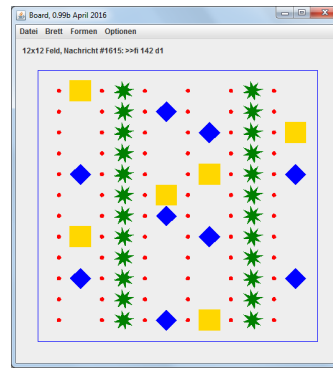 Board, 0.99b April 2016
Datei Brett Formen Optionen
12x12 Feld, Nachricht #1615: >>fi 142 d1